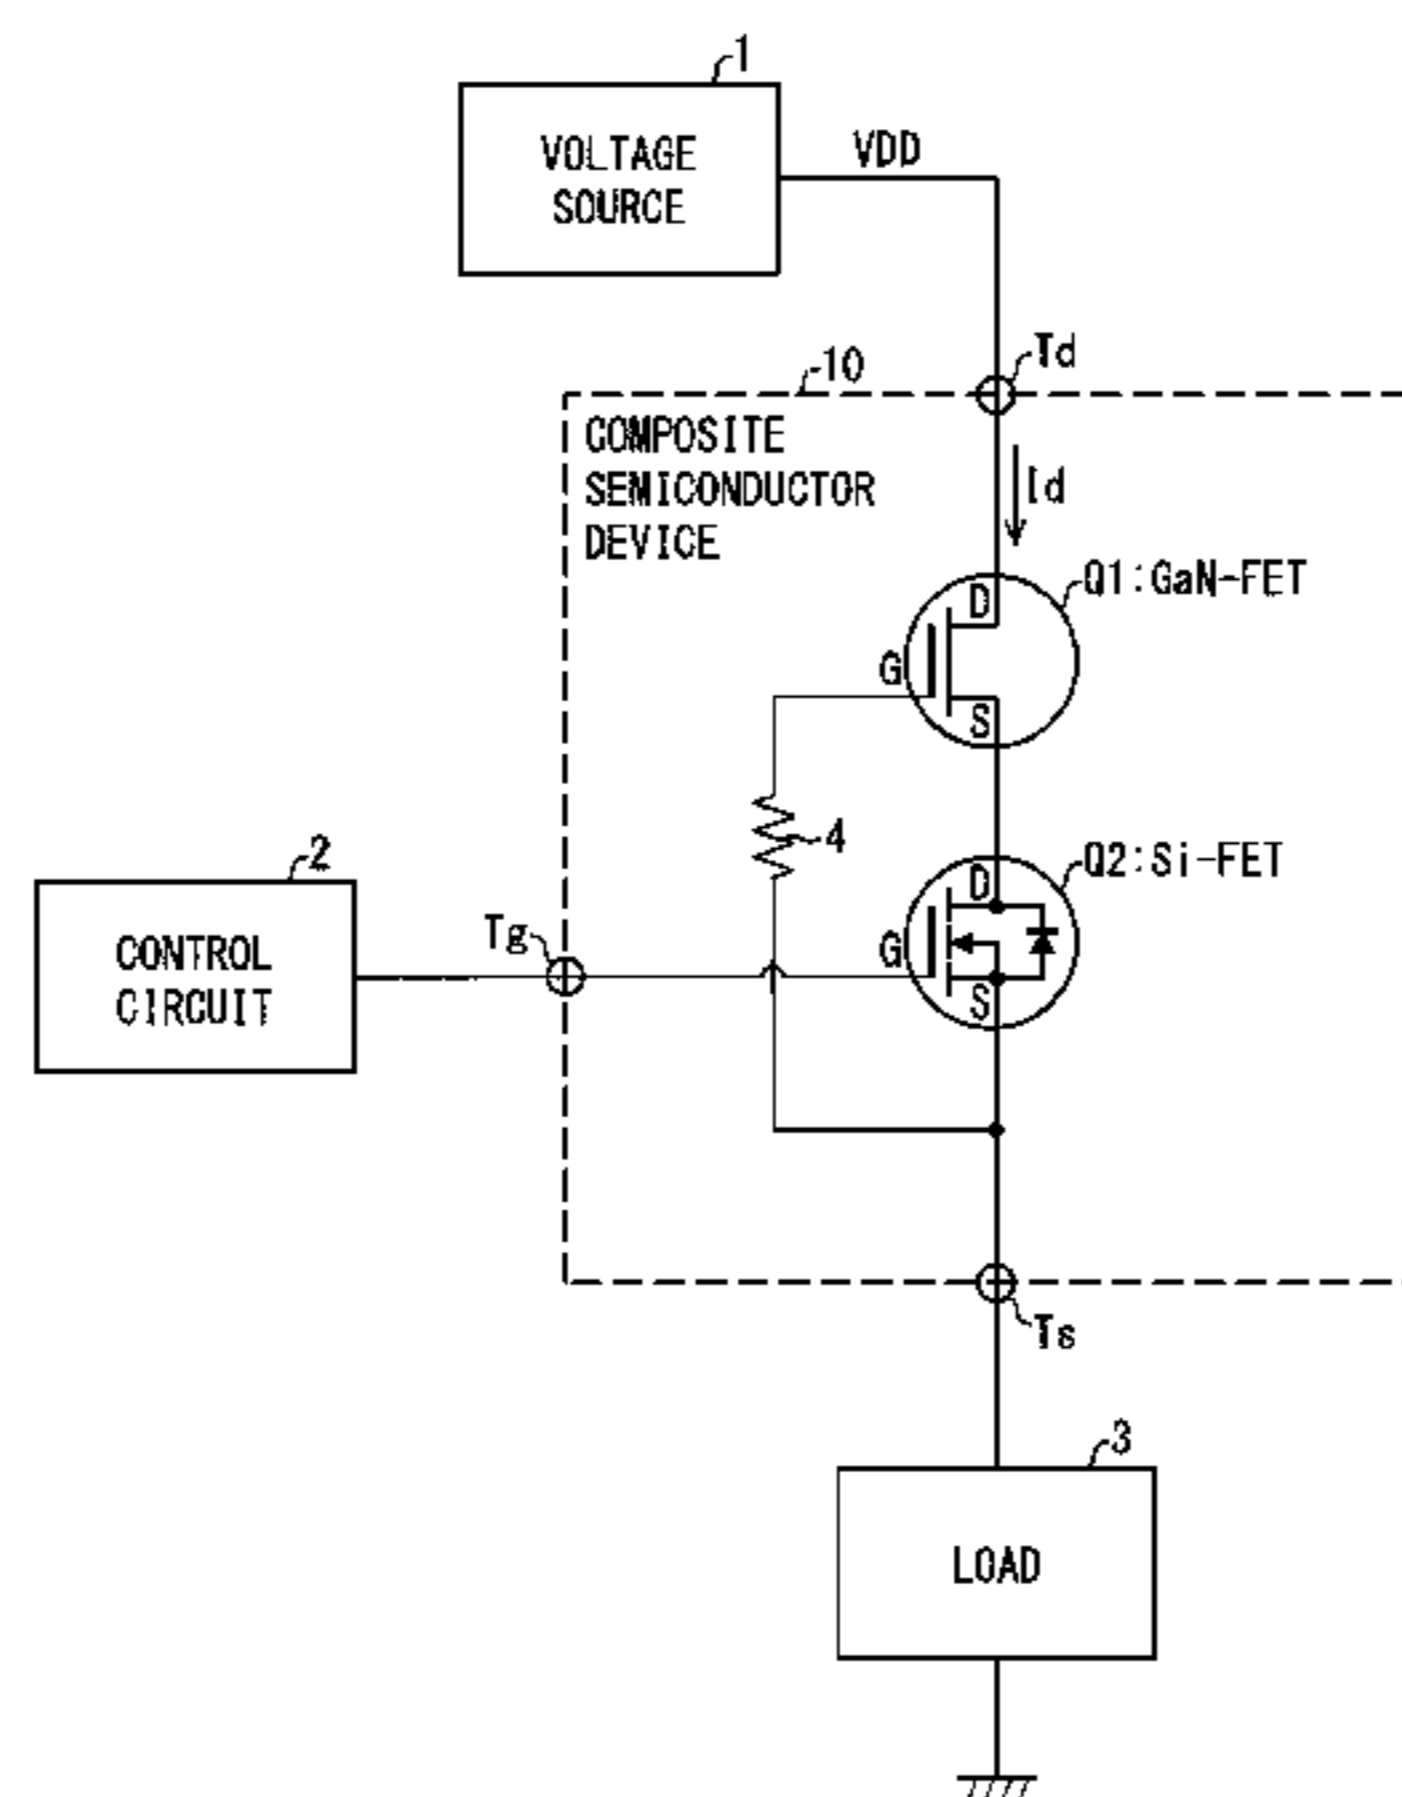 1
VOLTAGE
SOURCE
VDD
10
Td
COMPOSITE
SEMICONDUCTOR
DEVICE
Id
Q1:GaN-FET
D
G
S
4
2
Q2:Si-FET
D
Tg
G
CONTROL
CIRCUIT
S
Ts
3
LOAD